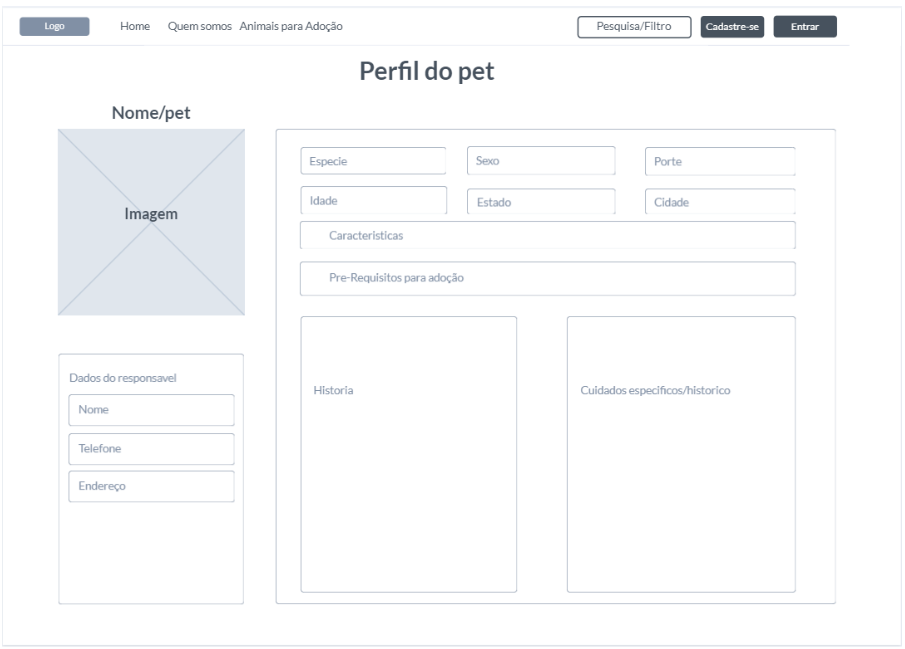 Logo Home Quem somos Animais para Adoção Pesquisa/Filtro Cadastre-se Entrar
Perfil do pet
Nome/pet
Imagem
Especie Sexo Porte
Idade Estado Cidade
Caracteristicas
Pre-Requisitos para adoção
Dados do responsavel
Nome
Telefone
Endereço
Historia
Cuidados especificos/historico